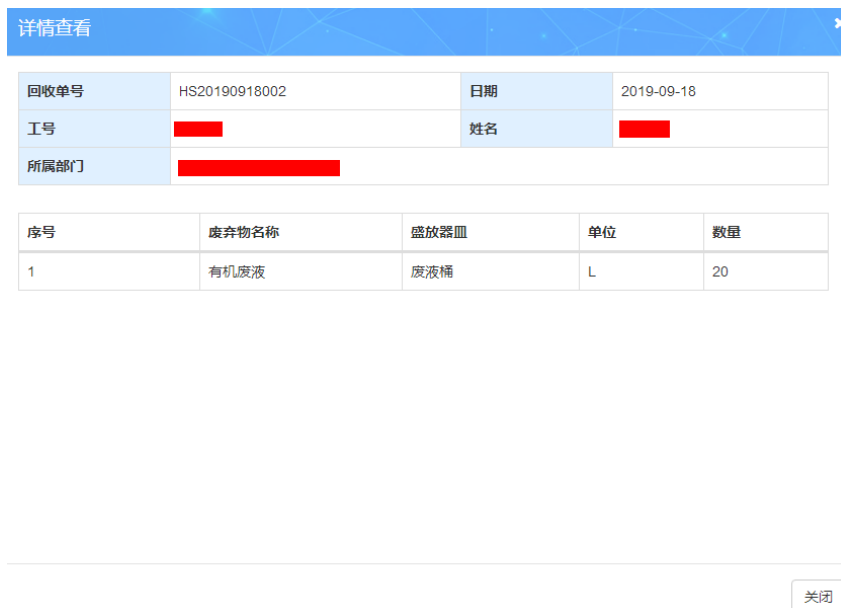 详情查看
回收单号 HS20190918002 日期 2019-09-18
工号 姓名
所属部门
序号 废弃物名称 盛放器皿 单位 数量
1 有机废液 废液桶 L 20
关闭